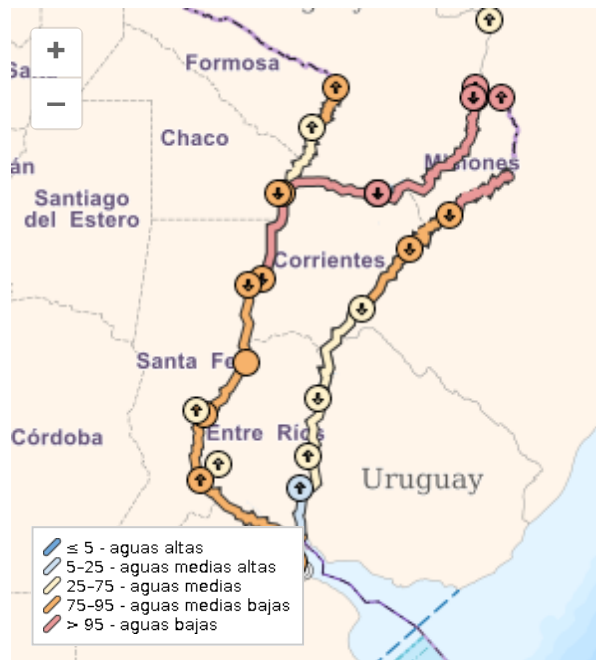 +
−
Formosa
Chaco
Misiones
Santiago
del Estero
Corrientes
Santa Fe
Córdoba
Entre Ríos
Uruguay
≤ 5 - aguas altas
5–25 - aguas medias altas
25–75 - aguas medias
75–95 - aguas medias bajas
> 95 - aguas bajas